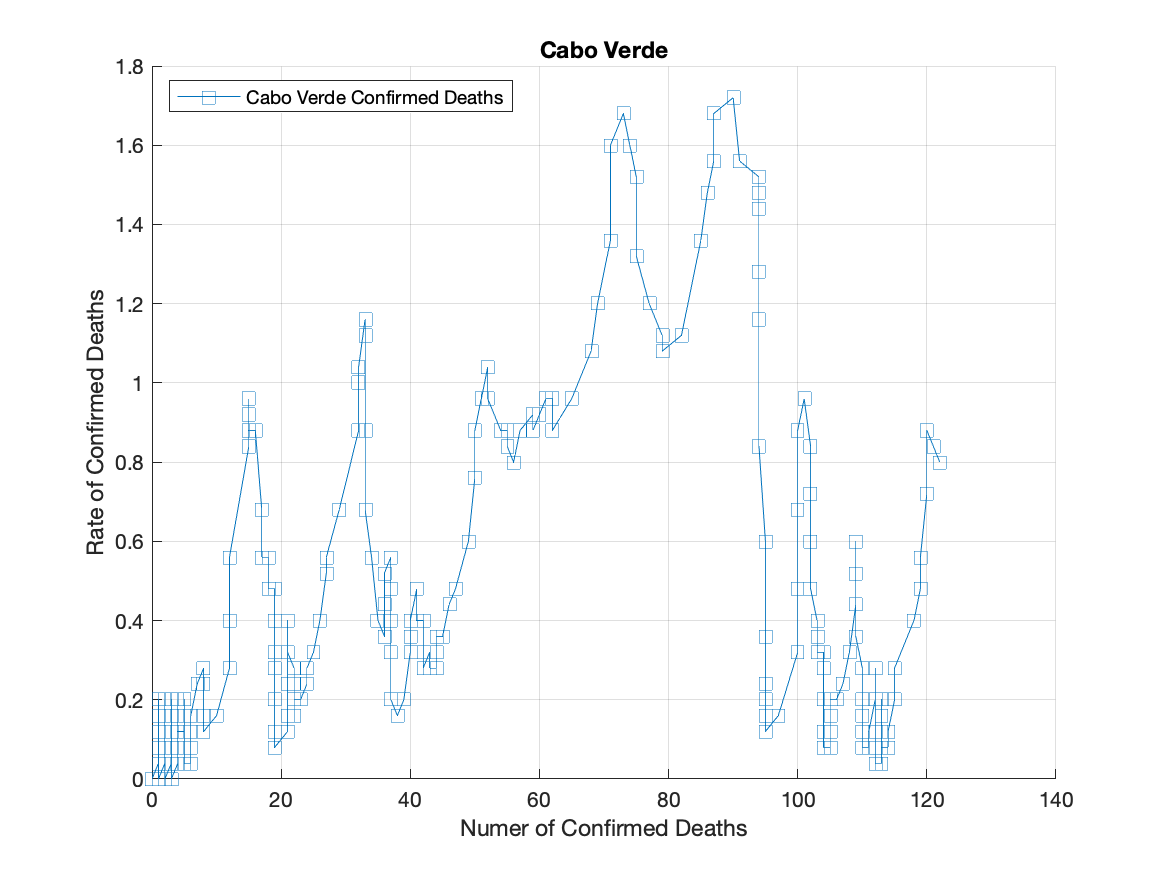 Cabo Verde
Cabo Verde Confirmed Deaths
1.8
1.6
1.4
1.2
1
0.8
0.6
0.4
0.2
0
Rate of Confirmed Deaths
0 20 40 60 80 100 120 140
Numer of Confirmed Deaths